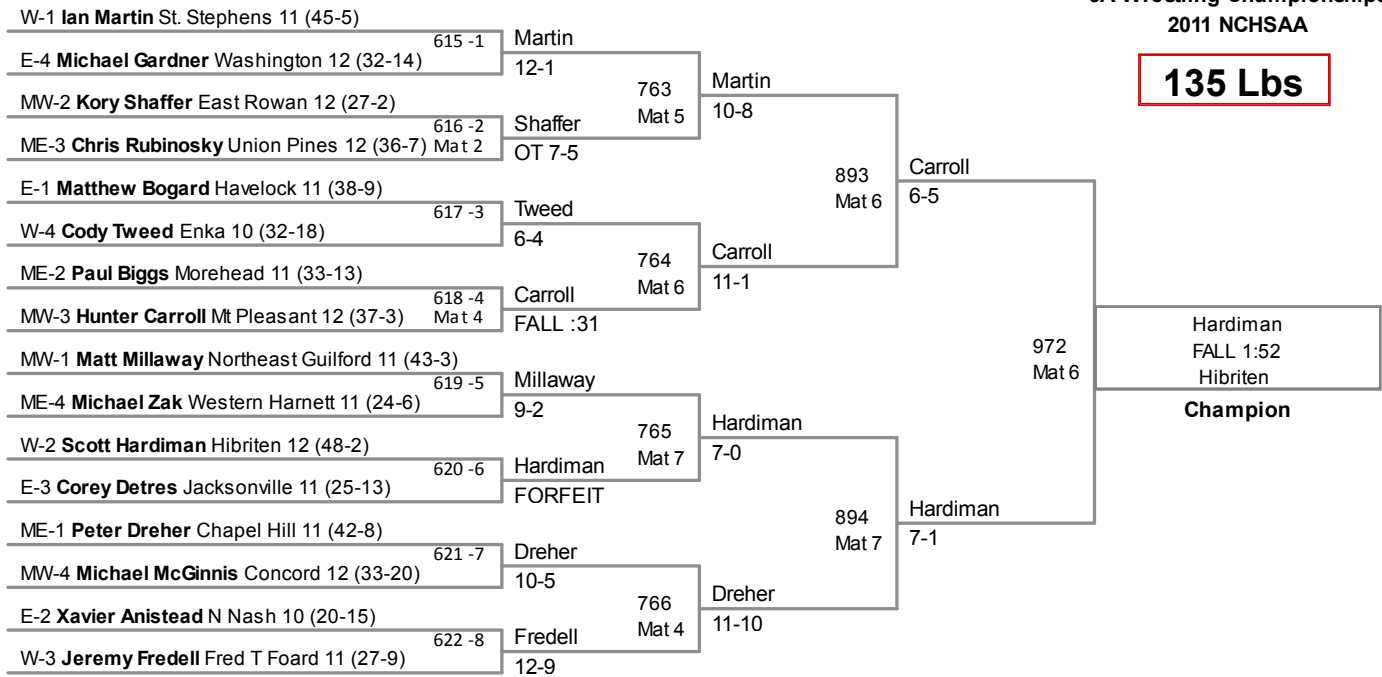 3A Wrestling Championships
2011 NCHSAA
135 Lbs
W-1 Ian Martin St. Stephens 11 (45-5)
615 -1
E-4 Michael Gardner Washington 12 (32-14)
Martin
12-1
MW-2 Kory Shaffer East Rowan 12 (27-2)
616 -2
ME-3 Chris Rubinosky Union Pines 12 (36-7) Mat 2
Shaffer
OT 7-5
763
Mat 5
Martin
10-8
E-1 Matthew Bogard Havelock 11 (38-9)
617 -3
W-4 Cody Tweed Enka 10 (32-18)
Tweed
6-4
ME-2 Paul Biggs Morehead 11 (33-13)
618 -4
MW-3 Hunter Carroll Mt Pleasant 12 (37-3) Mat 4
Carroll
FALL :31
764
Mat 6
Carroll
11-1
893
Mat 6
Carroll
6-5
MW-1 Matt Millaway Northeast Guilford 11 (43-3)
619 -5
ME-4 Michael Zak Western Harnett 11 (24-6)
Millaway
9-2
W-2 Scott Hardiman Hibriten 12 (48-2)
620 -6
E-3 Corey Detres Jacksonville 11 (25-13)
Hardiman
FORFEIT
765
Mat 7
Hardiman
7-0
ME-1 Peter Dreher Chapel Hill 11 (42-8)
621 -7
MW-4 Michael McGinnis Concord 12 (33-20)
Dreher
10-5
E-2 Xavier Anistead N Nash 10 (20-15)
622 -8
W-3 Jeremy Fredell Fred T Foard 11 (27-9)
Fredell
12-9
766
Mat 4
Dreher
11-10
894
Mat 7
Hardiman
7-1
972
Mat 6
Hardiman
FALL 1:52
Hibriten
Champion